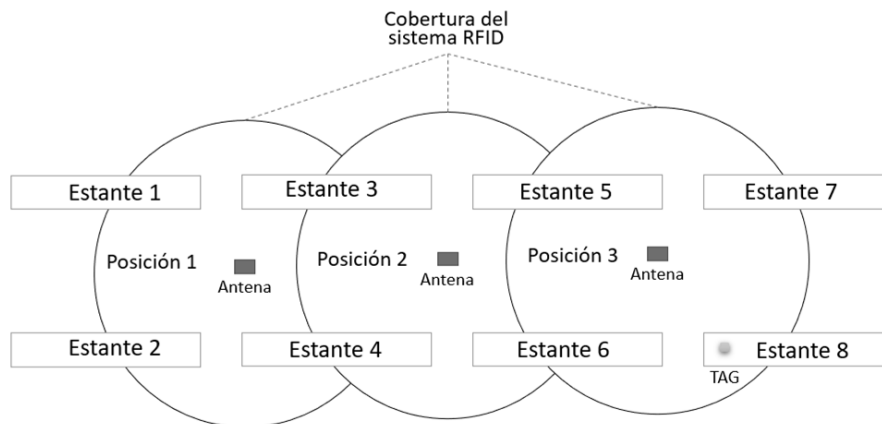 Cobertura del
sistema RFID
Estante 1
Estante 3
Estante 5
Estante 7
Posición 1
Antena
Posición 2
Antena
Posición 3
Antena
Estante 2
Estante 4
Estante 6
Estante 8
TAG